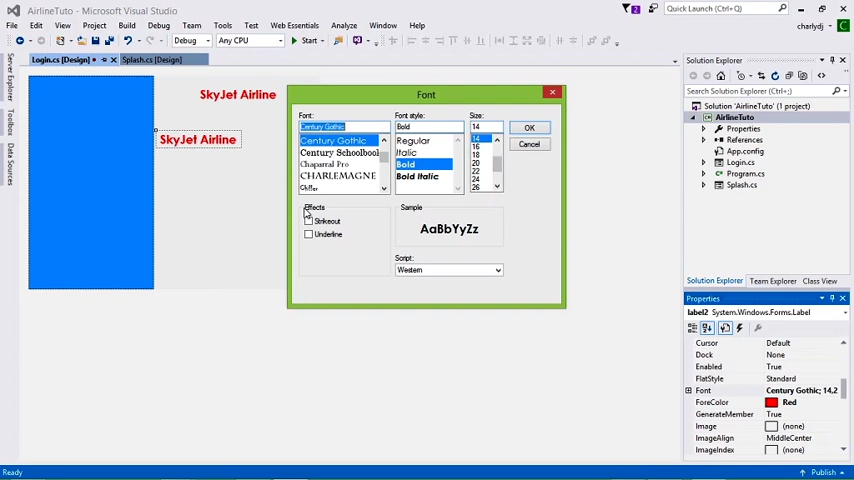 AirlineTuto - Microsoft Visual Studio
Quick Launch (Ctrl+Q)
File Edit View Project Build Debug Team Tools Test Web Essentials Analyze Window Help
charlydj
Debug Any CPU Start
Login.cs [Design] Splash.cs [Design]
Server Explorer
Toolbox
Data Sources
SkyJet Airline
SkyJet Airline
Font
Font: Font style: Size:
Century Gothic Bold 14
Century Gothic Regular 14
Century Schoolbook Italic 16
Chaparral Pro Bold 18
CHARLEMAGNE Bold Italic 20
Chiller 22
24
26
OK
Cancel
Effects
Strikeout
Underline
Sample
AaBbYyZz
Script:
Western
Solution Explorer
Search Solution Explorer (Ctrl+;)
Solution 'AirlineTuto' (1 project)
AirlineTuto
Properties
References
App.config
Login.cs
Program.cs
Splash.cs
Solution Explorer Team Explorer Class View
Properties
label2 System.Windows.Forms.Label
Cursor Default
Dock None
Enabled True
FlatStyle Standard
Font Century Gothic; 14,2
ForeColor Red
GenerateMember True
Image (none)
ImageAlign MiddleCenter
ImageIndex (none)
Ready
Publish